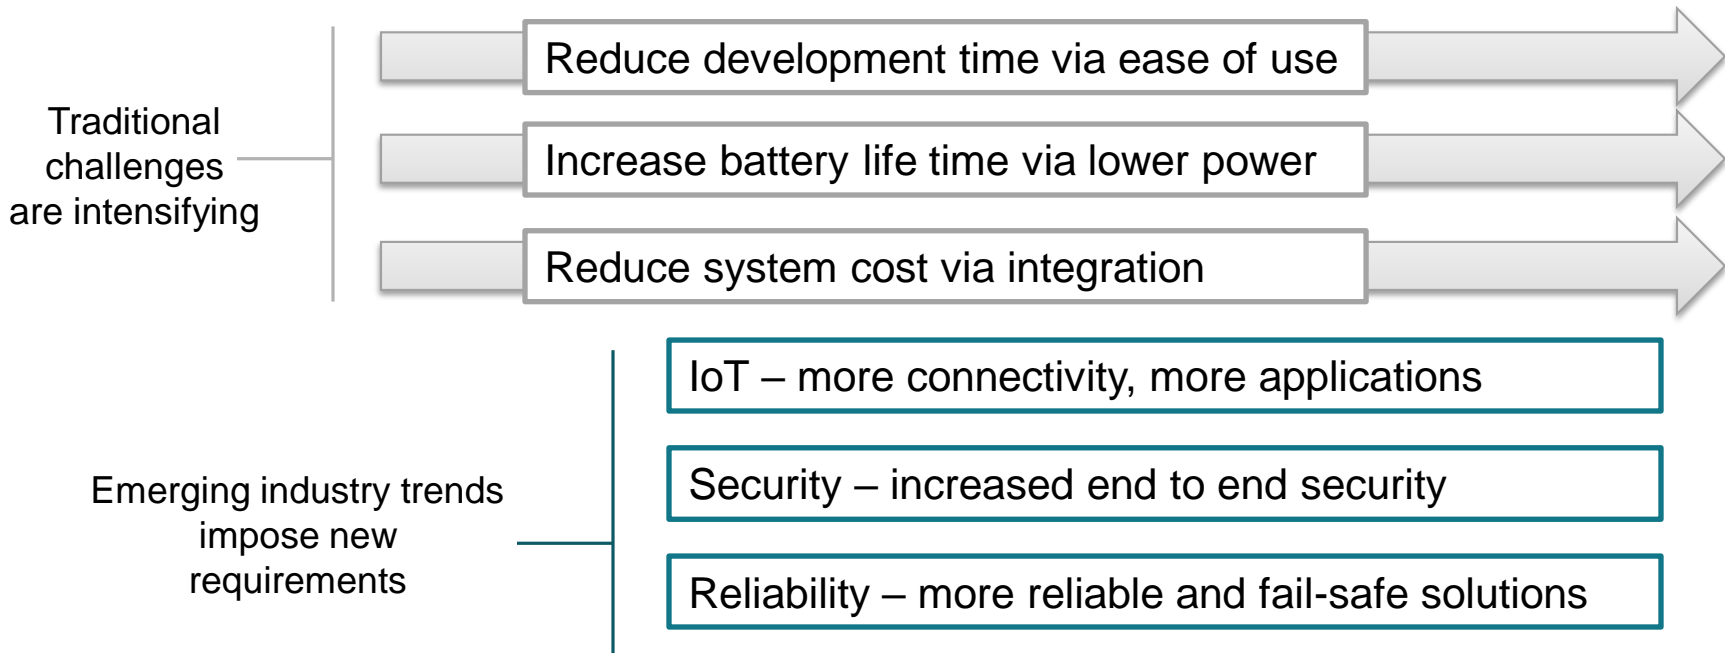 Traditional
challenges
are intensifying
Reduce development time via ease of use
Increase battery life time via lower power
Reduce system cost via integration
Emerging industry trends
impose new
requirements
IoT – more connectivity, more applications
Security – increased end to end security
Reliability – more reliable and fail-safe solutions